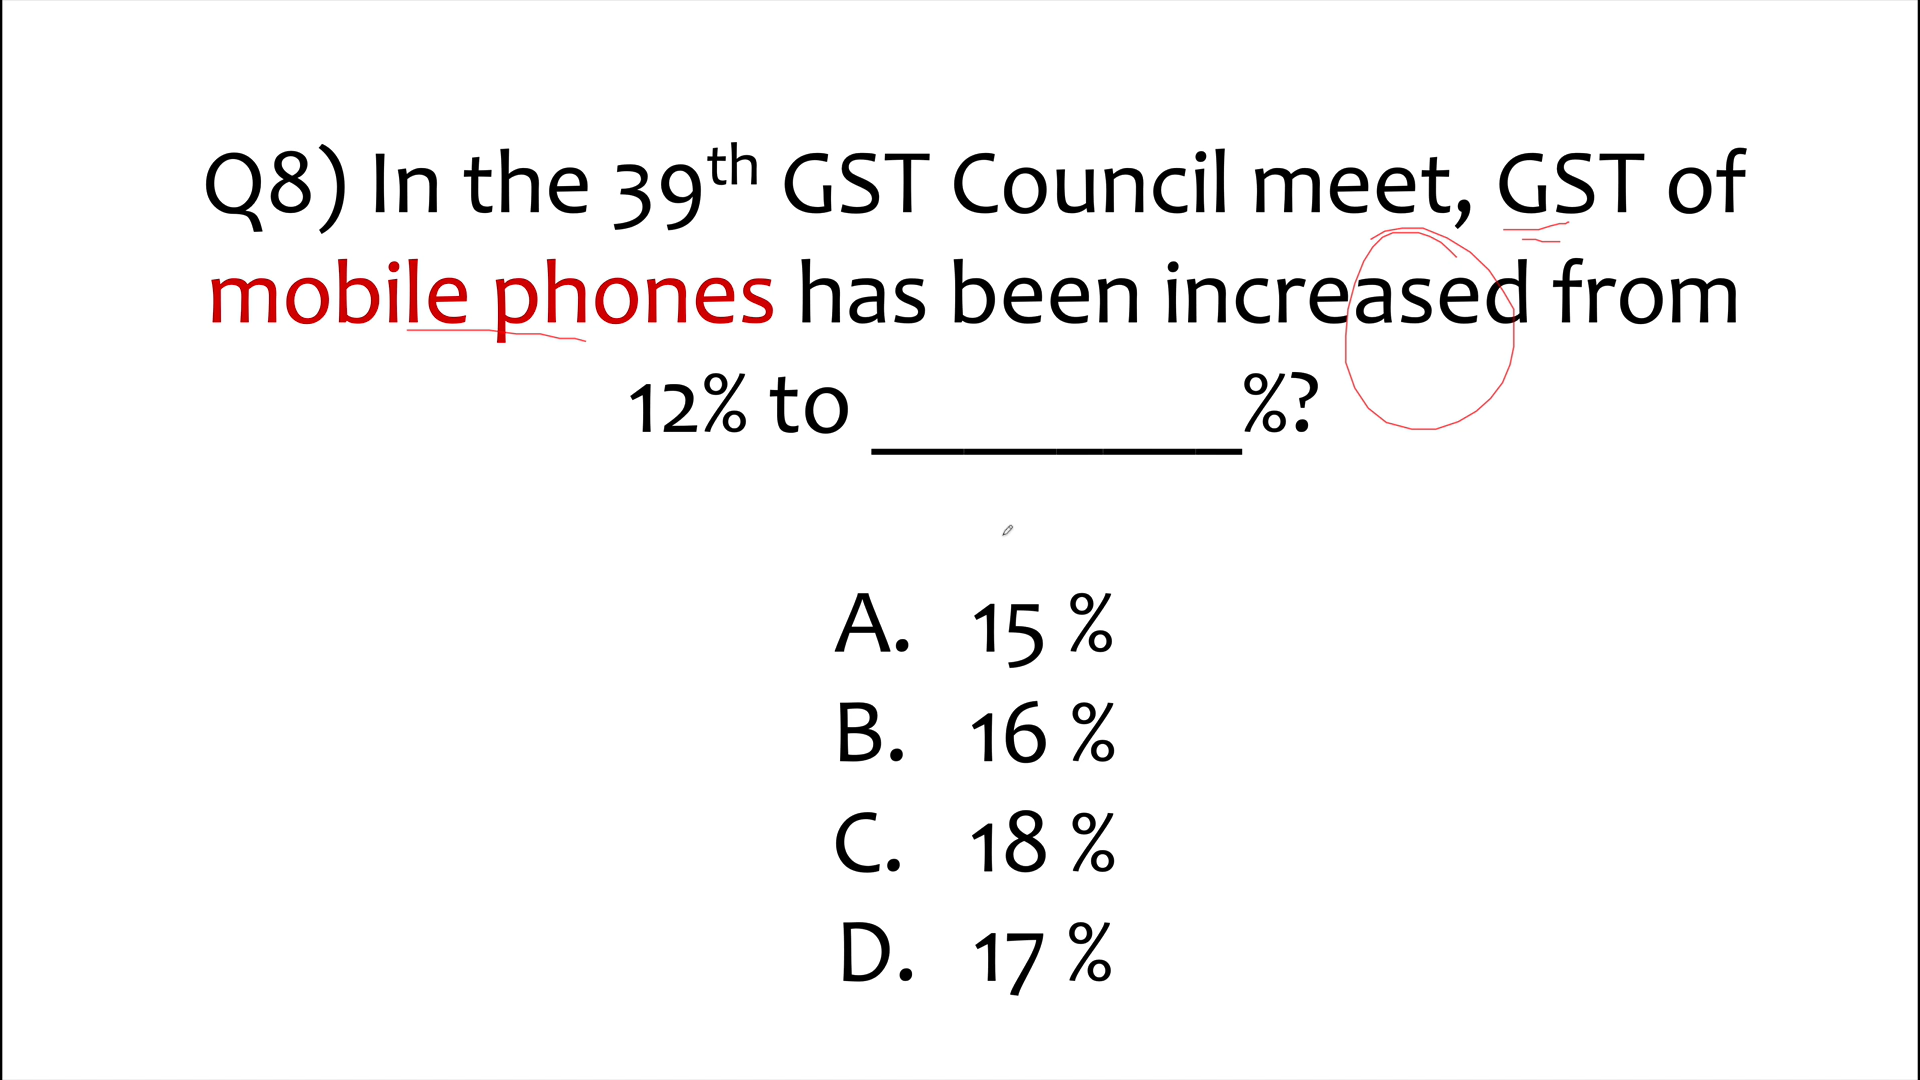 Q8) In the 39th GST Council meet, GST of
mobile phones has been increased from
12% to ________%?
A. 15 %
B. 16 %
C. 18 %
D. 17 %